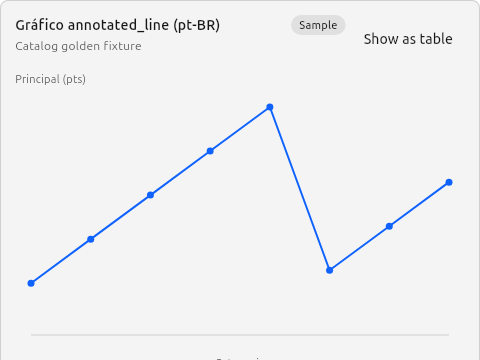 Gráfico annotated_line (pt-BR)
Sample
Show as table
Catalog golden fixture
Principal (pts)